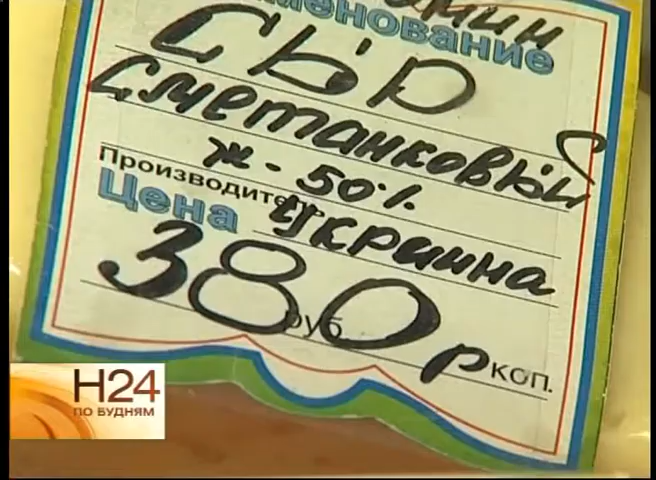 Наименование
Сыр
Сметанковый
ж - 50%
Производитель Украина
Цена 380 р
руб. коп.
Н24
ПО БУДНЯМ